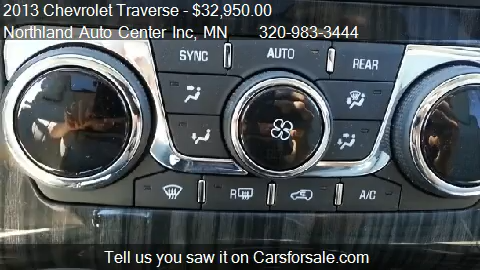 2013 Chevrolet Traverse - $32,950.00
Northland Auto Center Inc, MN 320-983-3444
SYNC AUTO REAR
R A/C
Tell us you saw it on Carsforsale.com